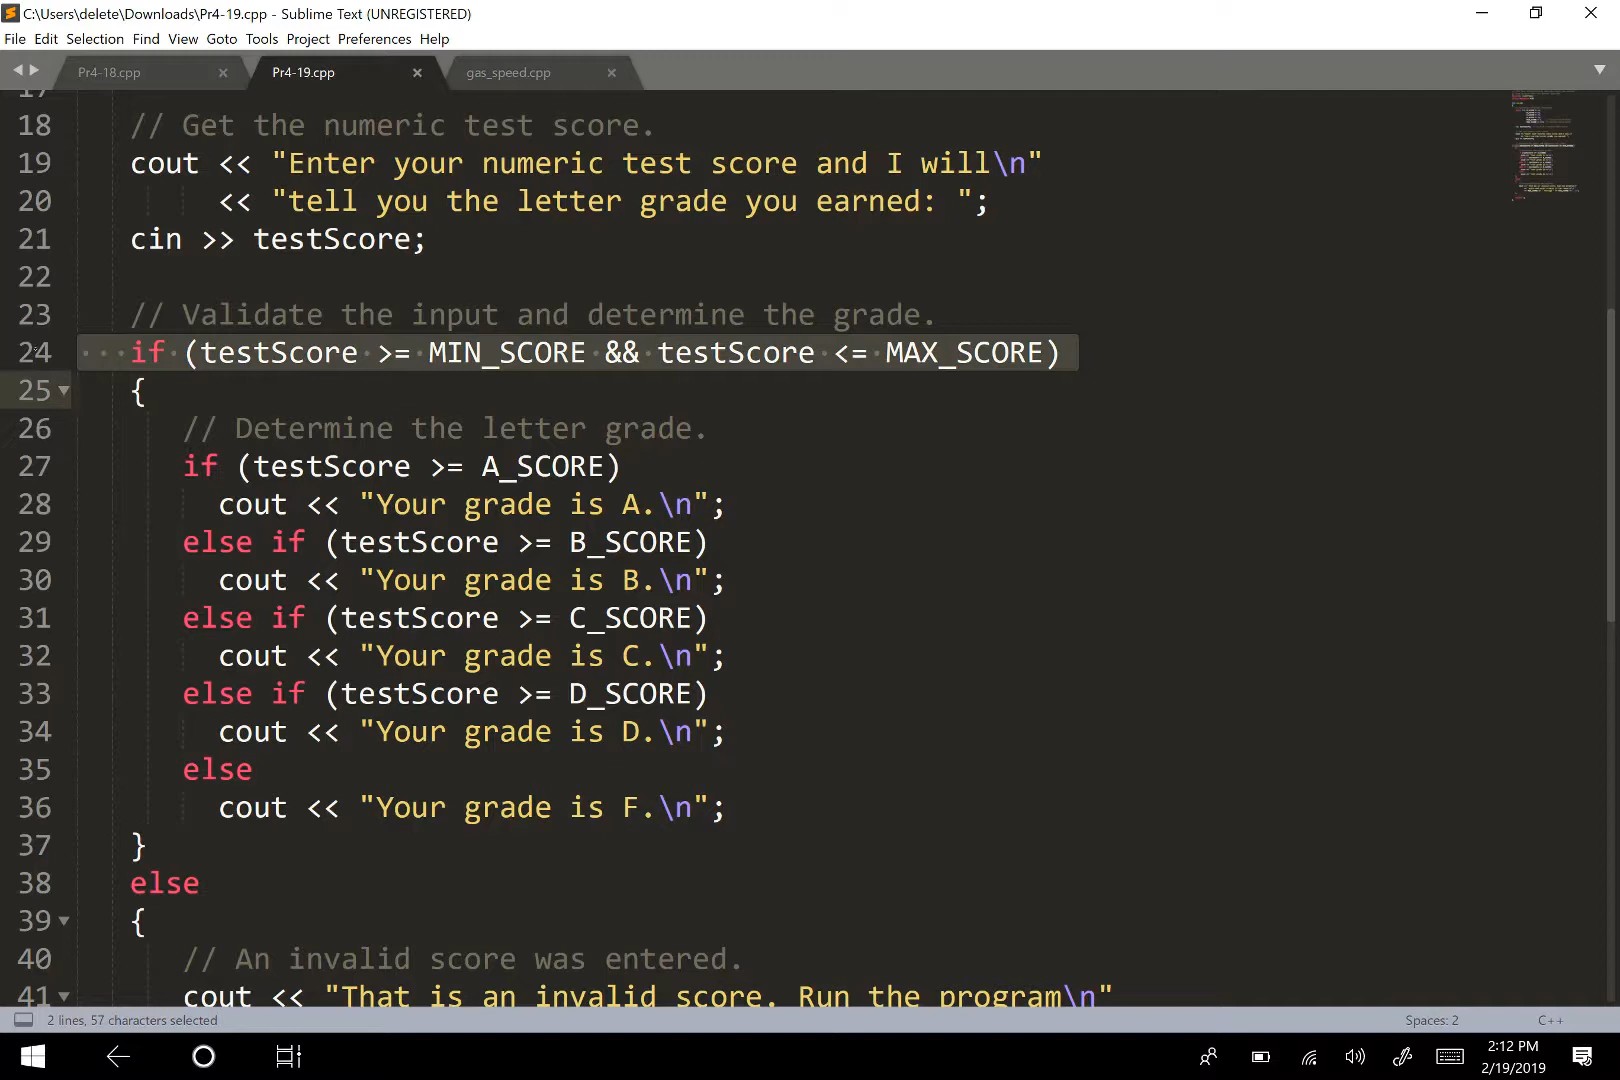 C:\Users\delete\Downloads\Pr4-19.cpp - Sublime Text (UNREGISTERED)
File Edit Selection Find View Goto Tools Project Preferences Help
Pr4-18.cpp Pr4-19.cpp gas_speed.cpp
17
18 // Get the numeric test score.
19 cout << "Enter your numeric test score and I will\n"
20 << "tell you the letter grade you earned: ";
21 cin >> testScore;
22
23 // Validate the input and determine the grade.
24 if (testScore >= MIN_SCORE && testScore <= MAX_SCORE)
25 {
26 // Determine the letter grade.
27 if (testScore >= A_SCORE)
28 cout << "Your grade is A.\n";
29 else if (testScore >= B_SCORE)
30 cout << "Your grade is B.\n";
31 else if (testScore >= C_SCORE)
32 cout << "Your grade is C.\n";
33 else if (testScore >= D_SCORE)
34 cout << "Your grade is D.\n";
35 else
36 cout << "Your grade is F.\n";
37 }
38 else
39 {
40 // An invalid score was entered.
41 cout << "That is an invalid score. Run the program\n"
2 lines, 57 characters selected Spaces: 2 C++
2:12 PM
2/19/2019